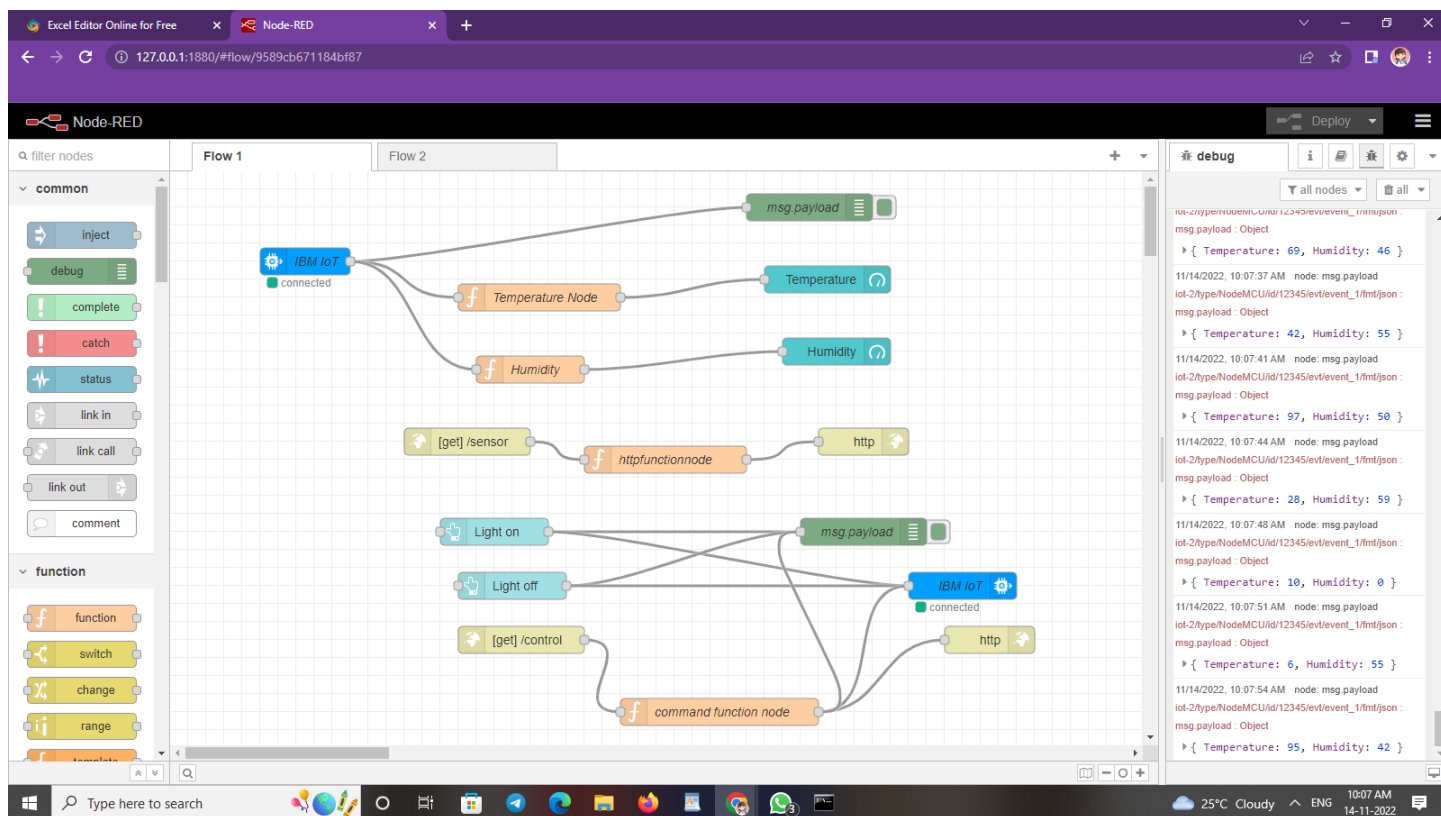 Excel Editor Online for Free
Node-RED
127.0.0.1:1880/#flow/9589cb671184bf87
Node-RED
Deploy
filter nodes
Flow 1
Flow 2
debug
i
all nodes
all
common
inject
debug
complete
catch
status
link in
link call
link out
comment
function
function
switch
change
range
template
msg.payload
IBM IoT
connected
Temperature Node
Temperature
Humidity
Humidity
[get] /sensor
httpfunctionnode
http
Light on
msg.payload
Light off
IBM IoT
connected
[get] /control
http
command function node
iot-2/type/NodeMCU/id/12345/evt/event_1/fmt/json :
msg.payload : Object
{ Temperature: 69, Humidity: 46 }
11/14/2022, 10:07:37 AM node: msg.payload
iot-2/type/NodeMCU/id/12345/evt/event_1/fmt/json :
msg.payload : Object
{ Temperature: 42, Humidity: 55 }
11/14/2022, 10:07:41 AM node: msg.payload
iot-2/type/NodeMCU/id/12345/evt/event_1/fmt/json :
msg.payload : Object
{ Temperature: 97, Humidity: 50 }
11/14/2022, 10:07:44 AM node: msg.payload
iot-2/type/NodeMCU/id/12345/evt/event_1/fmt/json :
msg.payload : Object
{ Temperature: 28, Humidity: 59 }
11/14/2022, 10:07:48 AM node: msg.payload
iot-2/type/NodeMCU/id/12345/evt/event_1/fmt/json :
msg.payload : Object
{ Temperature: 10, Humidity: 0 }
11/14/2022, 10:07:51 AM node: msg.payload
iot-2/type/NodeMCU/id/12345/evt/event_1/fmt/json :
msg.payload : Object
{ Temperature: 6, Humidity: 55 }
11/14/2022, 10:07:54 AM node: msg.payload
iot-2/type/NodeMCU/id/12345/evt/event_1/fmt/json :
msg.payload : Object
{ Temperature: 95, Humidity: 42 }
Type here to search
3
25°C Cloudy
ENG
10:07 AM
14-11-2022